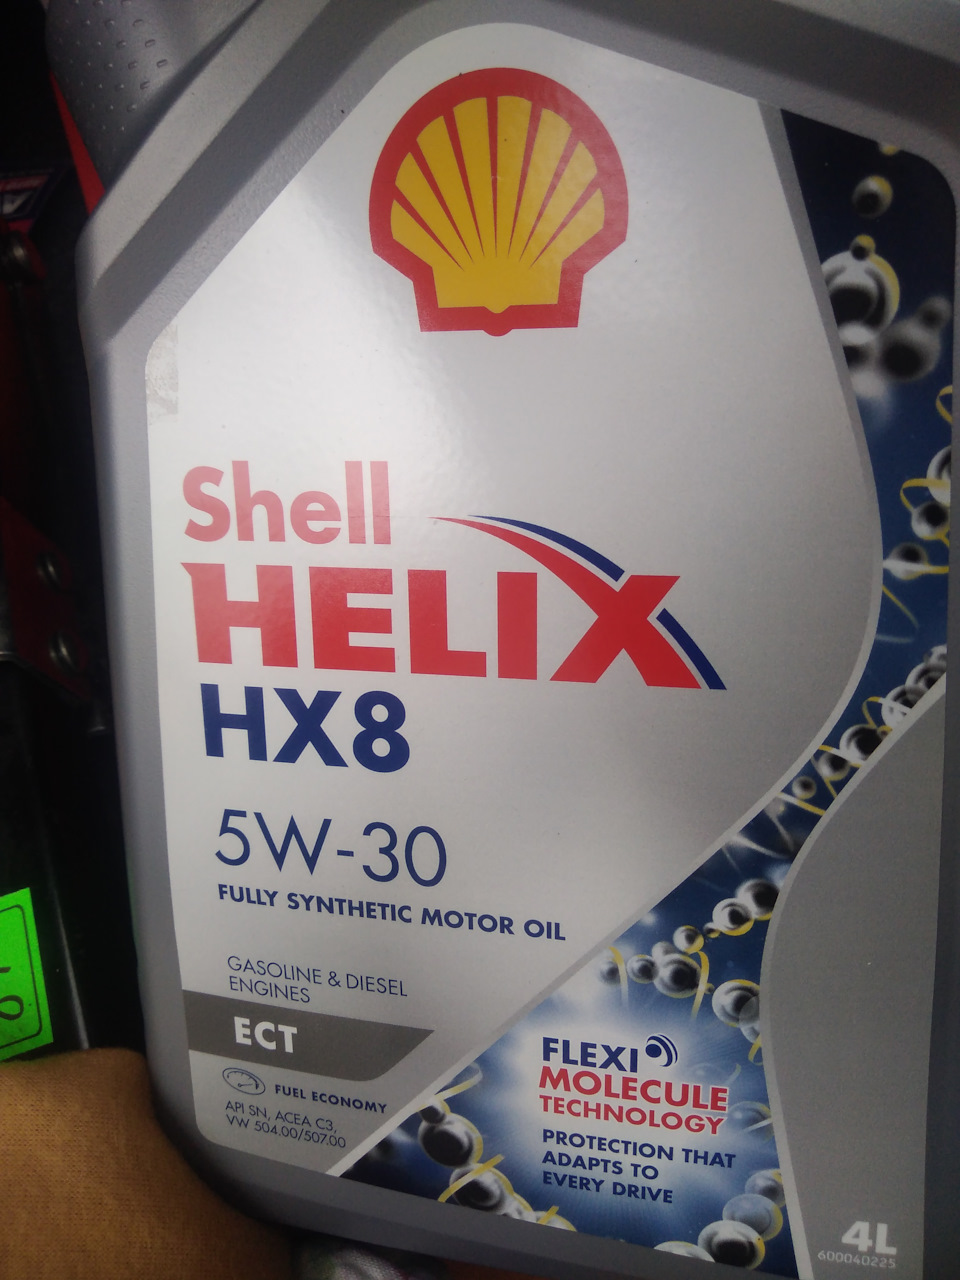 Shell
HELIX
HX8
5W-30
FULLY SYNTHETIC MOTOR OIL
GASOLINE & DIESEL
ENGINES
ECT
FUEL ECONOMY
API SN, ACEA C3,
VW 504.00/507.00
FLEXI
MOLECULE
TECHNOLOGY
PROTECTION THAT
ADAPTS TO
EVERY DRIVE
4L
600040225